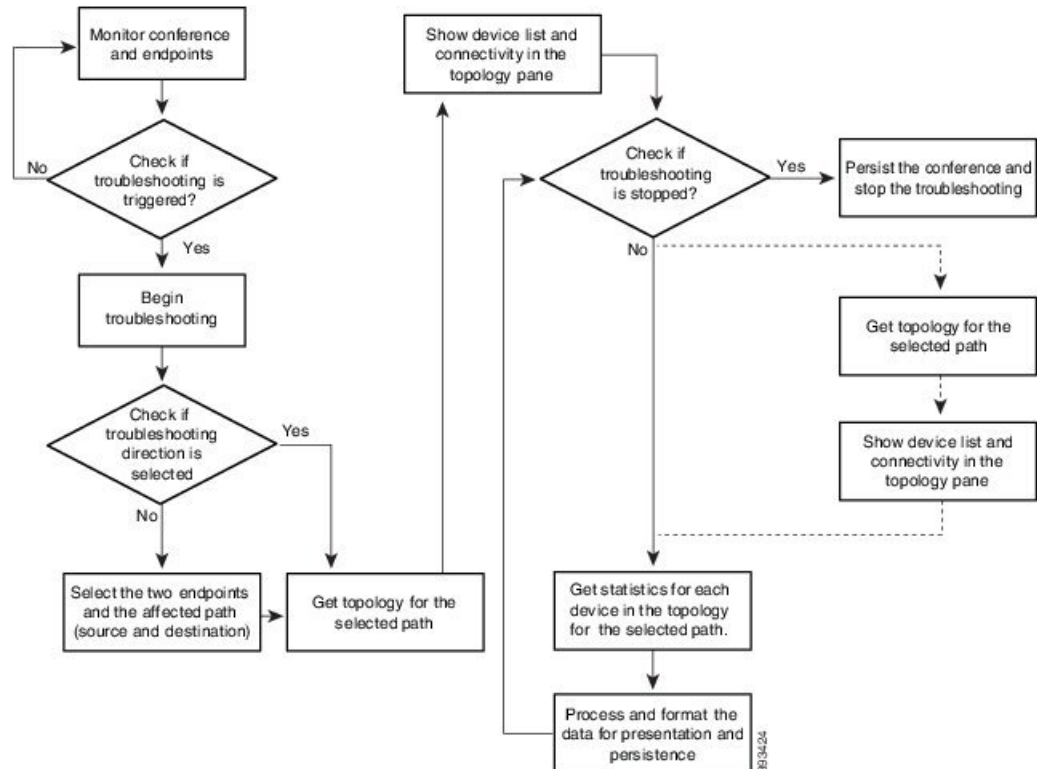 Monitor conference
and endpoints
No
Check if
troubleshooting is
triggered?
Yes
Begin
troubleshooting
Check if
troubleshooting
direction is
selected
Yes
No
Select the two endpoints
and the affected path
(source and destination)
Get topology for the
selected path
Show device list and
connectivity in the
topology pane
Check if
troubleshooting
is stopped?
Yes
Persist the conference and
stop the troubleshooting
No
Get topology for the
selected path
Show device list and
connectivity in the
topology pane
Get statistics for each
device in the topology
for the selected path.
Process and format the
data for presentation and
persistence
393424